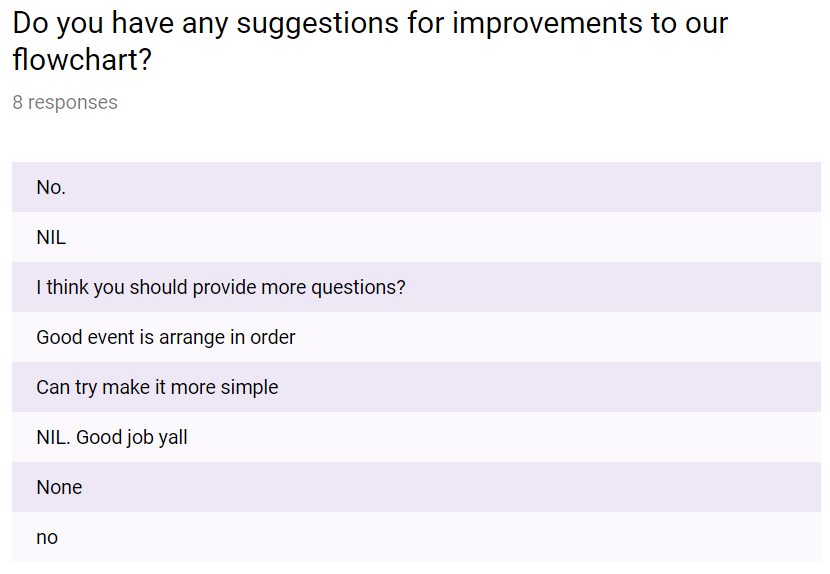 Do you have any suggestions for improvements to our
flowchart?
8 responses
No.
NIL
I think you should provide more questions?
Good event is arrange in order
Can try make it more simple
NIL. Good job yall
None
no